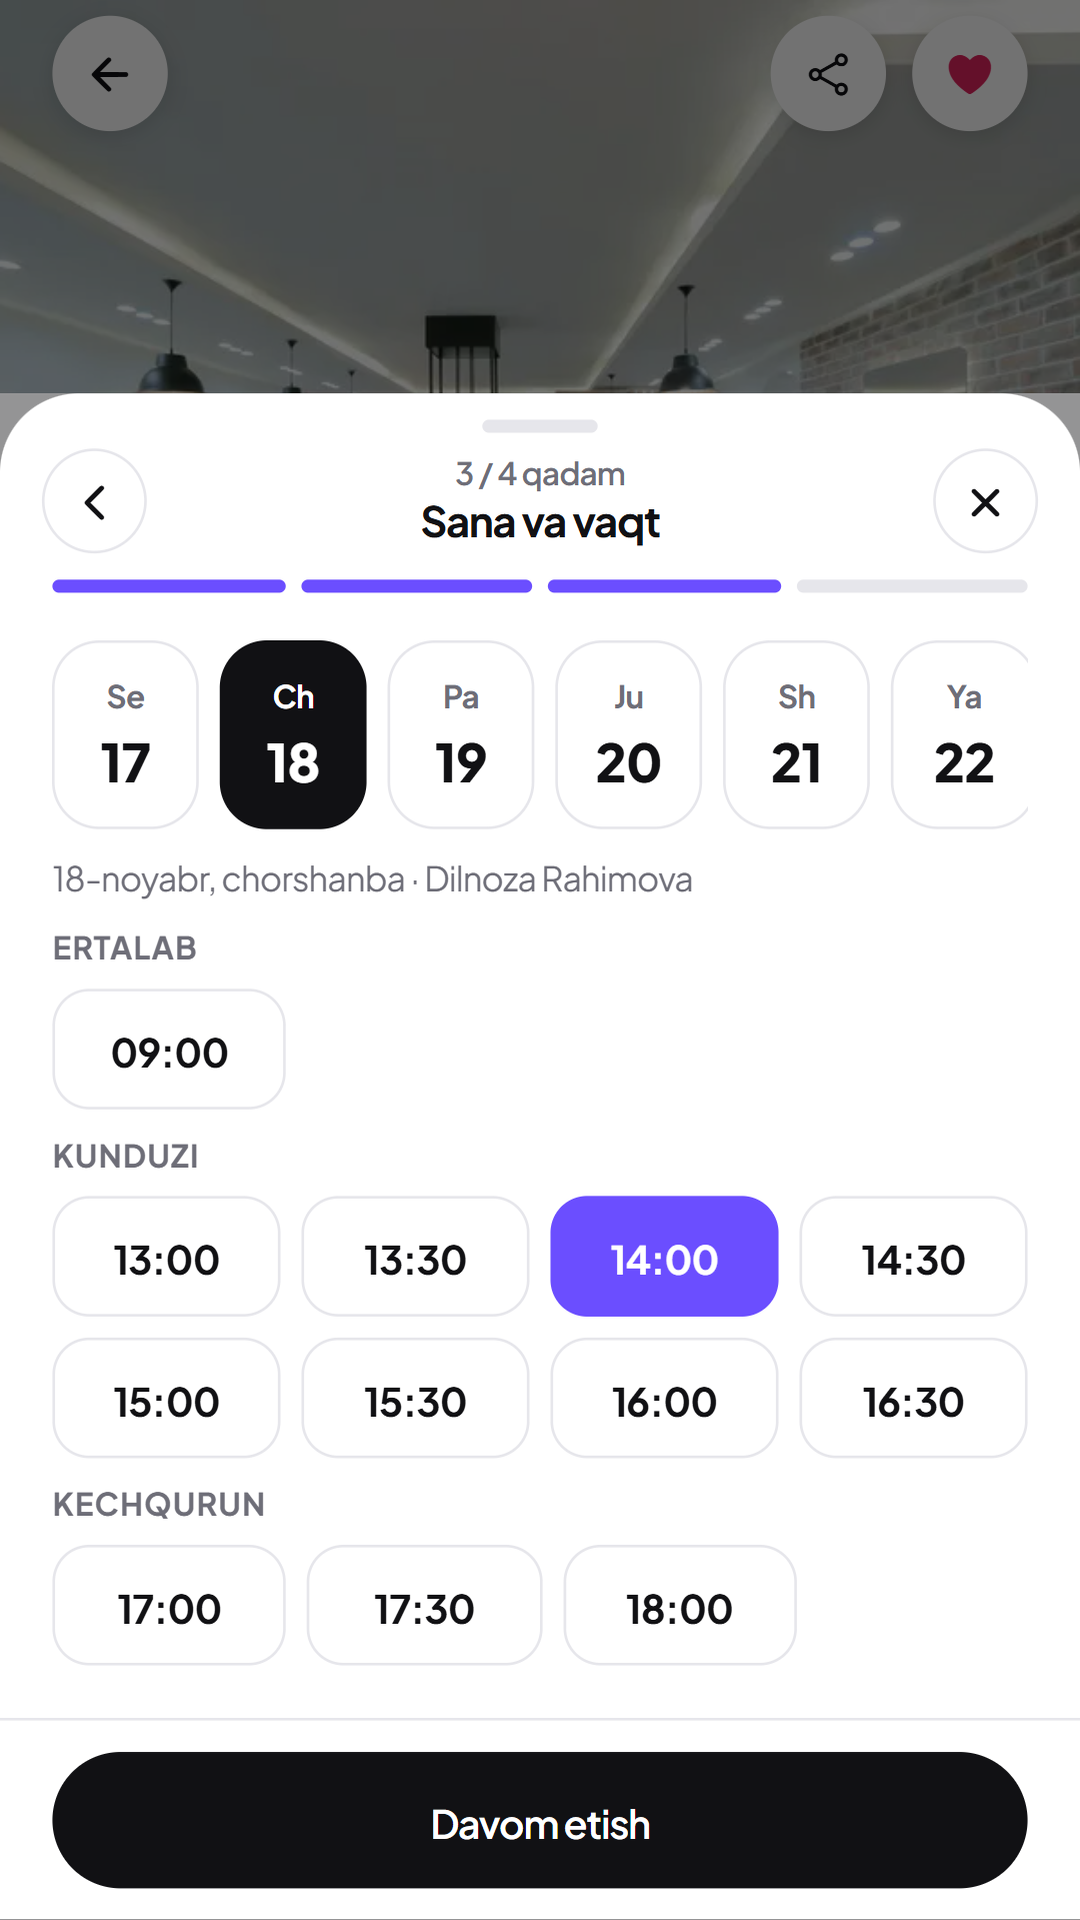 3 / 4 qadam
Sana va vaqt
Se Ch Pa Ju Sh Ya
17 18 19 20 21 22
18-noyabr, chorshanba · Dilnoza Rahimova
ERTALAB
09:00
KUNDUZI
13:00 13:30 14:00 14:30
15:00 15:30 16:00 16:30
KECHQURUN
17:00 17:30 18:00
Davom etish